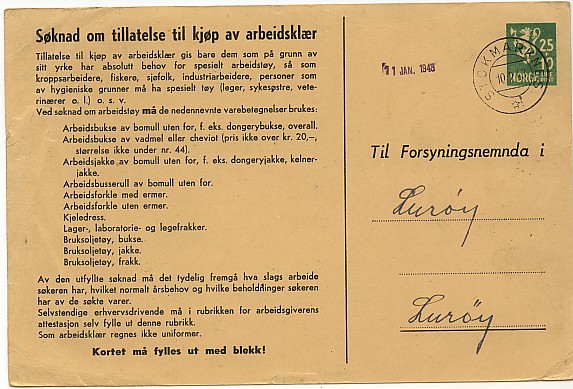 Søknad om tillatelse til kjøp av arbeidsklær
Tillatelse til kjøp av arbeidsklær gis bare dem som på grunn av
sitt yrke har absolutt behov for spesielt arbeidstøy, så som
kroppsarbeidere, fiskere, sjøfolk, industriarbeidere, personer som
av hygieniske grunner må ha spesielt tøy (leger, sykesøstre, vete-
rinærer o. l.) o. s. v.
Ved søknad om arbeidstøy må de nedennevnte varebetegnelser brukes:
Arbeidsbukse av bomull uten for, f. eks. dongerybukse, overall.
Arbeidsbukse av vadmel eller cheviot (pris ikke over kr. 20,—,
størrelse ikke under nr. 44).
Arbeidsjakke av bomull uten for, f. eks. dongeryjakke, kelner-
jakke.
Arbeidsbusserull av bomull uten for.
Arbeidsforkle med ermer.
Arbeidsforkle uten ermer.
Kjeledress.
Lager-, laboratorie- og legefrakker.
Bruksoljetøy, bukse.
Bruksoljetøy, jakke.
Bruksoljetøy, frakk.
Av den utfyllte søknad må det tydelig fremgå hva slags arbeide
søkeren har, hvilket normalt årsbehov og hvilke beholdninger søkeren
har av de søkte varer.
Selvstendige erhvervsdrivende må i rubrikken for arbeidsgiverens
attestasjon selv fylle ut denne rubrikk.
Som arbeidsklær regnes ikke uniformer.
Kortet må fylles ut med blekk!
11 JAN. 1943
STOKMARKNES
10
25
NORGE
Til Forsyningsnemnda i
Lurøy
Lurøy